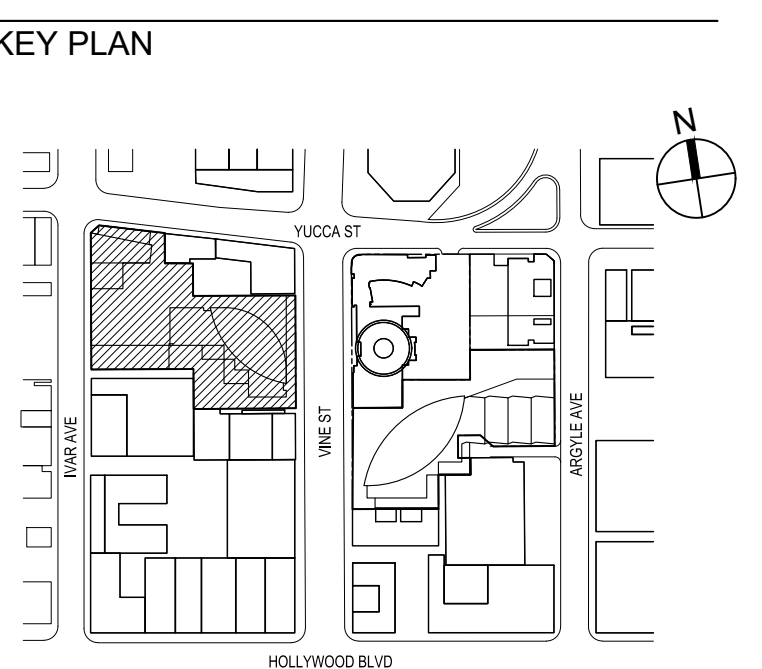 KEY PLAN
N
YUCCA ST
IVAR AVE
VINE ST
ARGYLE AVE
HOLLYWOOD BLVD